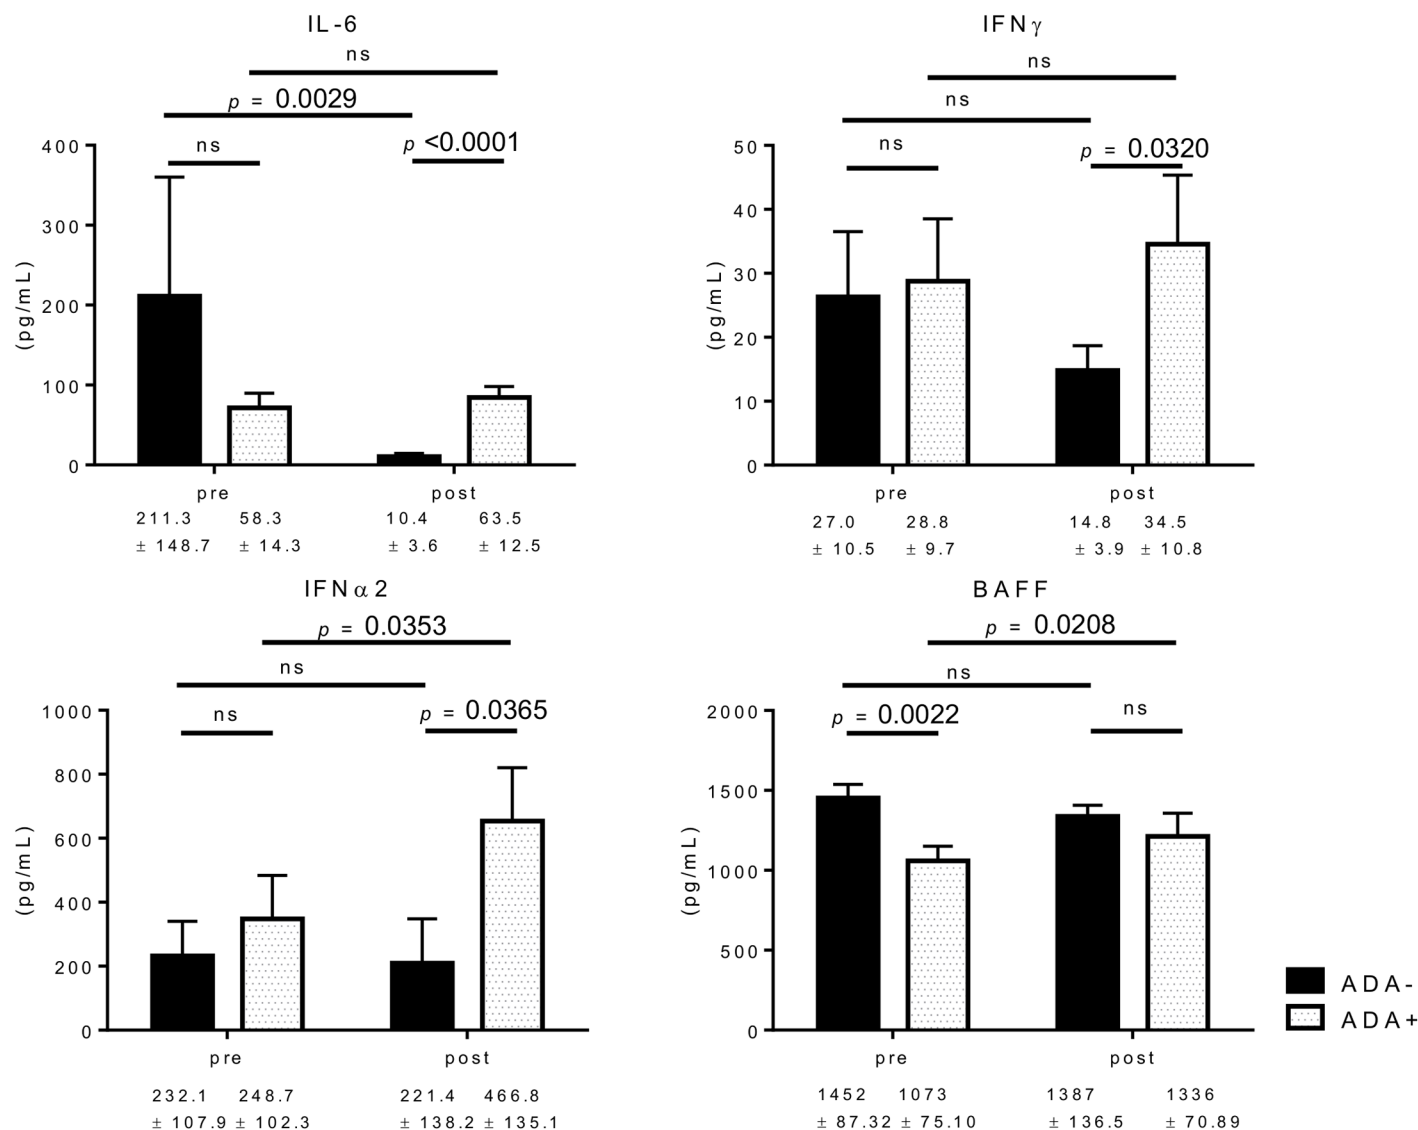 IL-6
ns
p = 0.0029
p <0.0001
ns
400
300
200
100
0
(pg/mL)
pre
post
211.3 58.3 10.4 63.5
± 148.7 ± 14.3 ± 3.6 ± 12.5
IFNγ
ns
ns
ns
p = 0.0320
50
40
30
20
10
0
(pg/mL)
pre
post
27.0 28.8 14.8 34.5
± 10.5 ± 9.7 ± 3.9 ± 10.8
IFNα2
p = 0.0353
ns
ns
p = 0.0365
1000
800
600
400
200
0
(pg/mL)
pre
post
232.1 248.7 221.4 466.8
± 107.9 ± 102.3 ± 138.2 ± 135.1
BAFF
p = 0.0208
ns
p = 0.0022
ns
2000
1500
1000
500
0
(pg/mL)
pre
post
1452 1073 1387 1336
± 87.32 ± 75.10 ± 136.5 ± 70.89
ADA-
ADA+